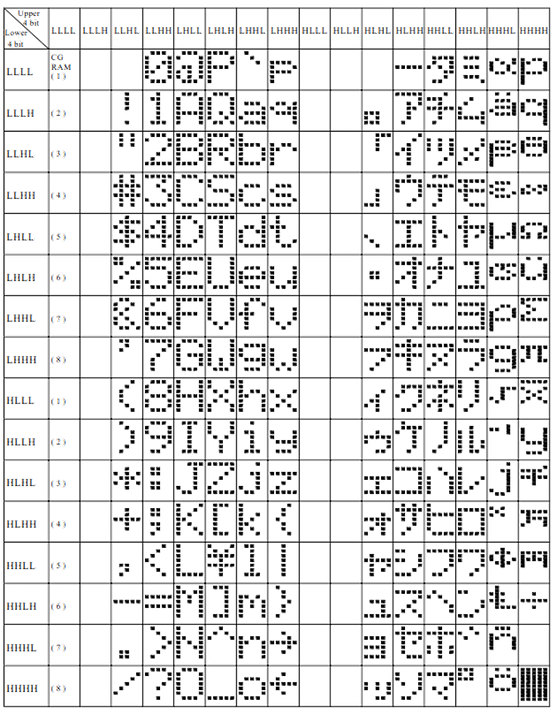 Upper
4 bit
Lower
4 bit
LLLL LLLH LLHL LLHH LHLL LHLH LHHL LHHH HLLL HLLH HLHL HLHH HHLL HHLH HHHL HHHH
LLLL CG RAM (1) 0 @ P ` p ー タ ミ α p
LLLH (2) ! 1 A Q a q 。 ア チ ム ä q
LLHL (3) " 2 B R b r 「 イ ツ メ β θ
LLHH (4) # 3 C S c s 」 ウ テ モ ε ∞
LHLL (5) $ 4 D T d t 、 エ ト ヤ μ Ω
LHLH (6) % 5 E U e u ・ オ ナ ユ σ ü
LHHL (7) & 6 F V f v ヲ カ ニ ヨ ρ Σ
LHHH (8) ' 7 G W g w ァ キ ヌ ラ g π
HLLL (1) ( 8 H X h x ィ ク ネ リ √ x̄
HLLH (2) ) 9 I Y i y ゥ ケ ノ ル y
HLHL (3) * : J Z j z ェ コ ハ レ j 千
HLHH (4) + ; K [ k { ォ サ ヒ ロ ˣ 万
HHLL (5) , < L ¥ l | ャ シ フ ワ ¢ 円
HHLH (6) - = M ] m } ュ ス ヘ ン £ ÷
HHHL (7) . > N ^ n → ョ セ ホ ゛ ñ
HHHH (8) / ? O _ o ← ッ ソ マ ゜ ö █